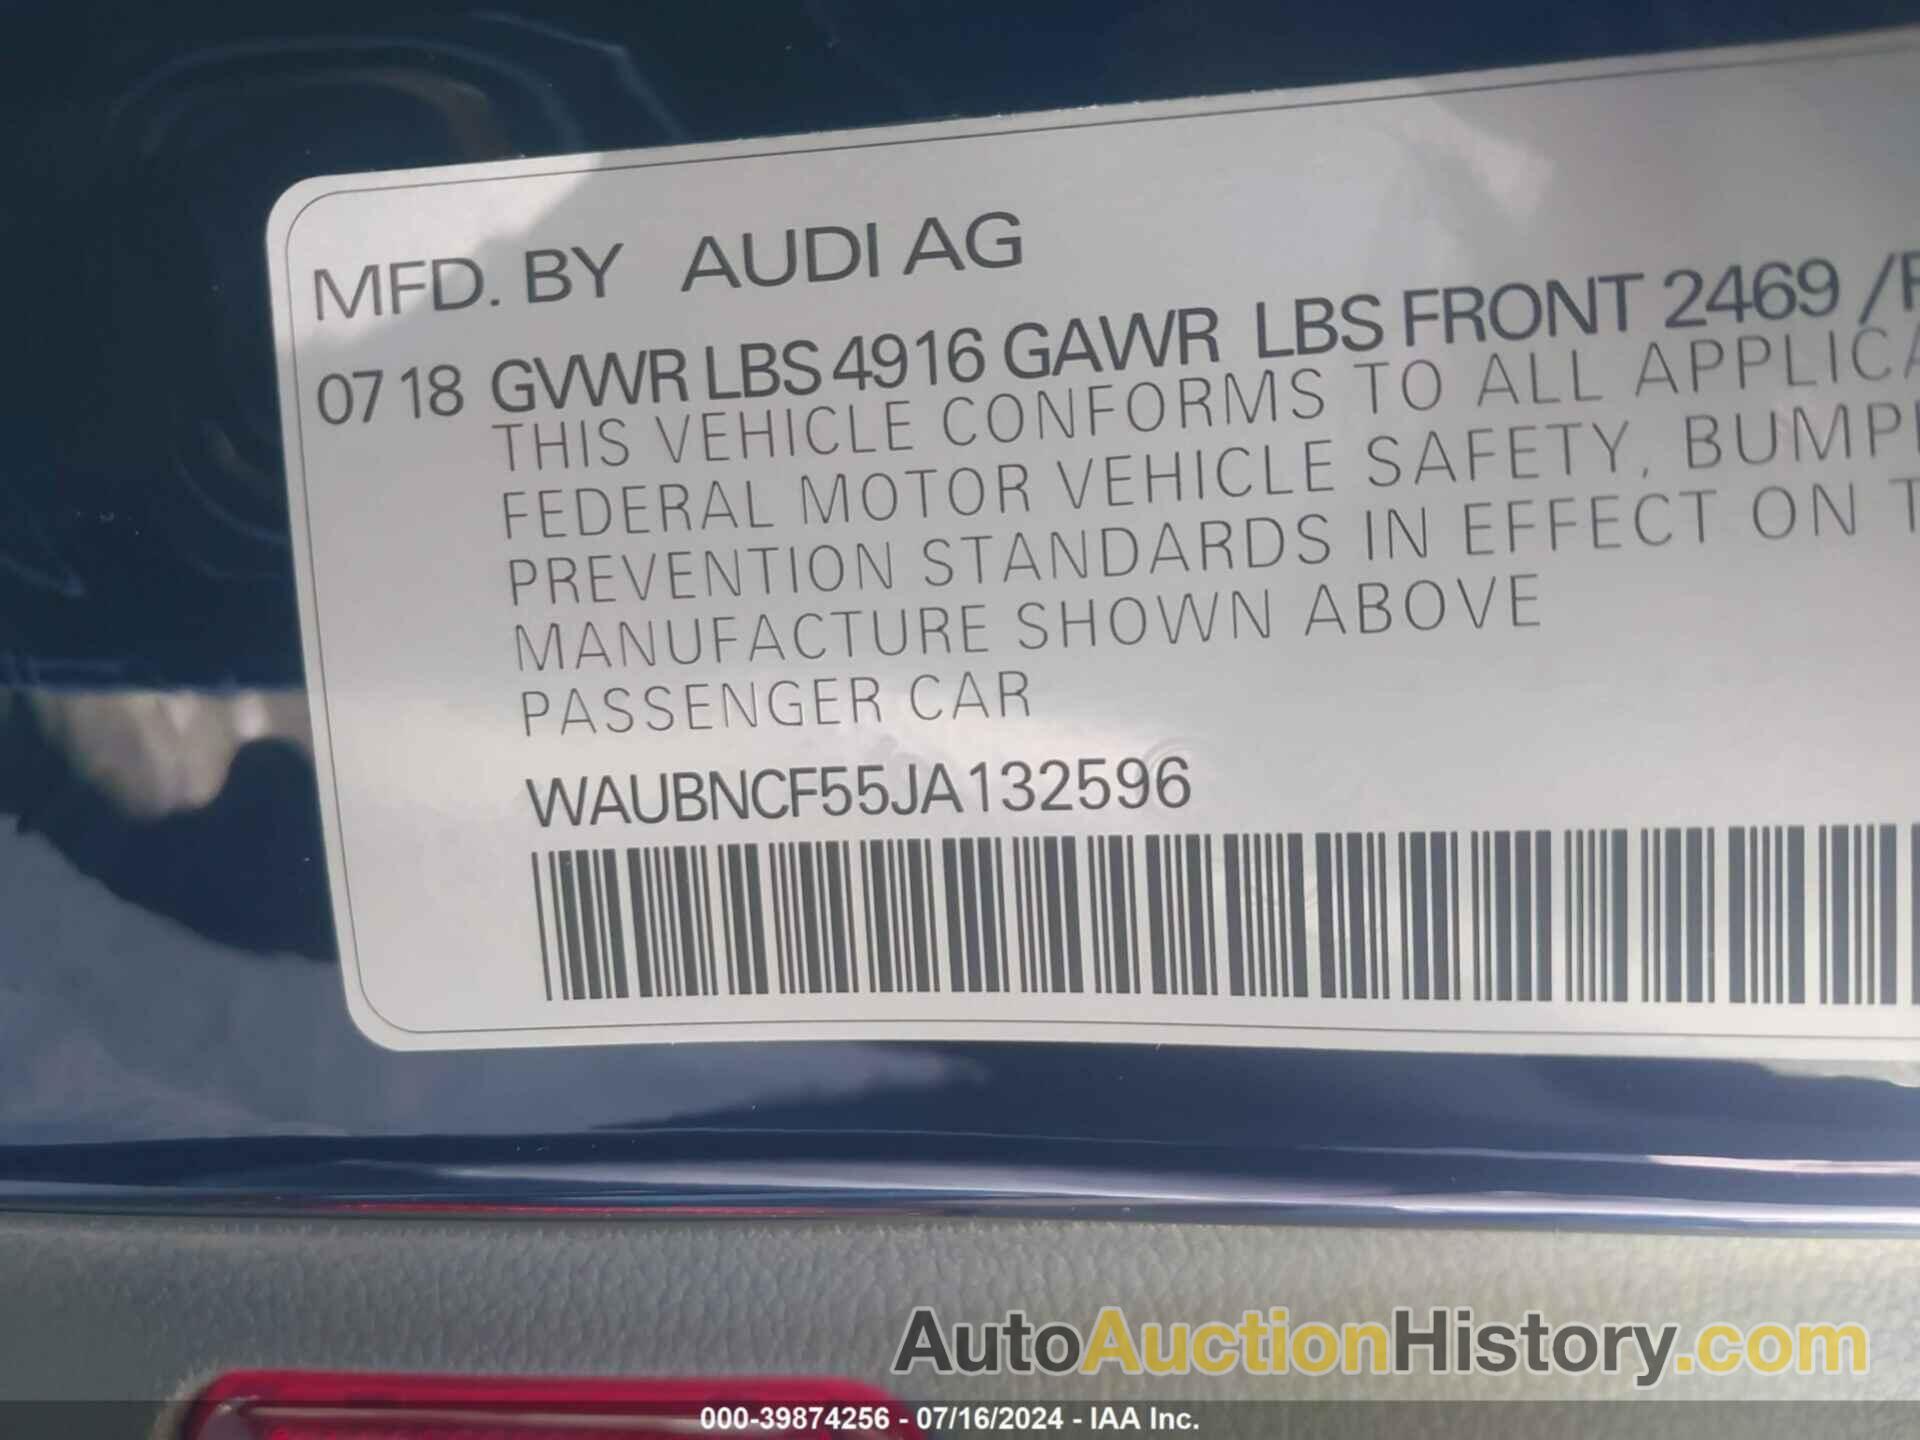 MFD. BY AUDI AG
07 18 GVWR LBS 4916 GAWR LBS FRONT 2469 /
THIS VEHICLE CONFORMS TO ALL
FEDERAL MOTOR VEHICLE SAFETY,
PREVENTION STANDARDS IN EFFECT ON
MANUFACTURE SHOWN ABOVE
PASSENGER CAR
WAUBNCF55JA132596
AutoAuctionHistory.com
000-39874256 - 07/16/2024 - IAA Inc.